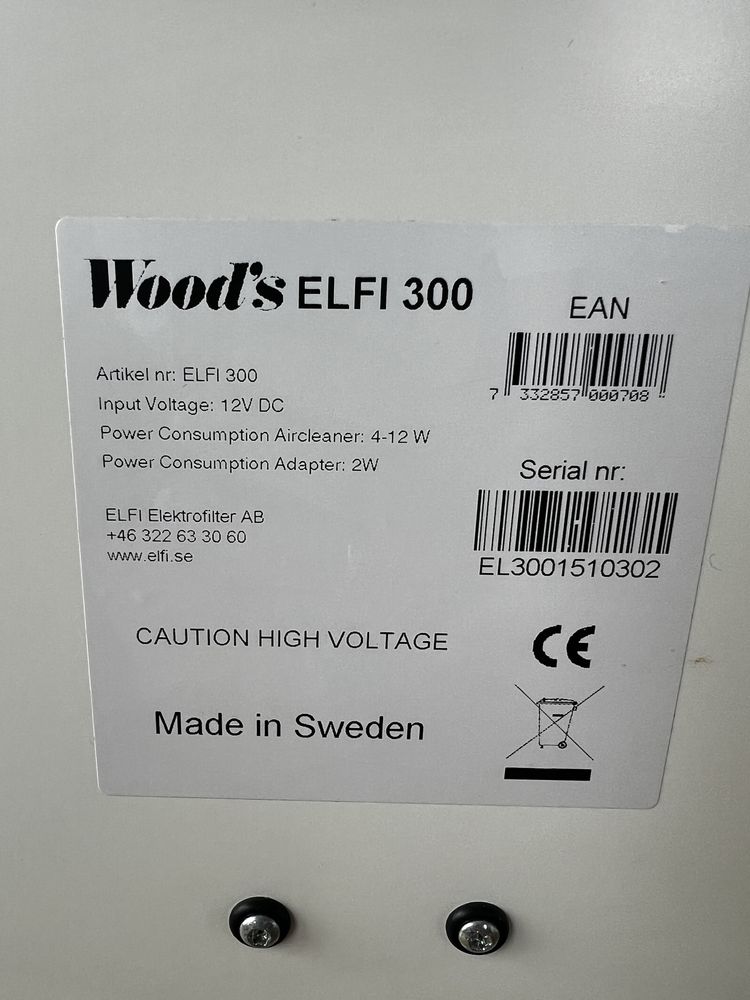 Wood's ELFI 300
Artikel nr: ELFI 300
Input Voltage: 12V DC
Power Consumption Aircleaner: 4-12 W
Power Consumption Adapter: 2W
ELFI Elektrofilter AB
+46 322 63 30 60
www.elfi.se
EAN
7 332857 000708
Serial nr:
EL3001510302
CAUTION HIGH VOLTAGE
CE
Made in Sweden